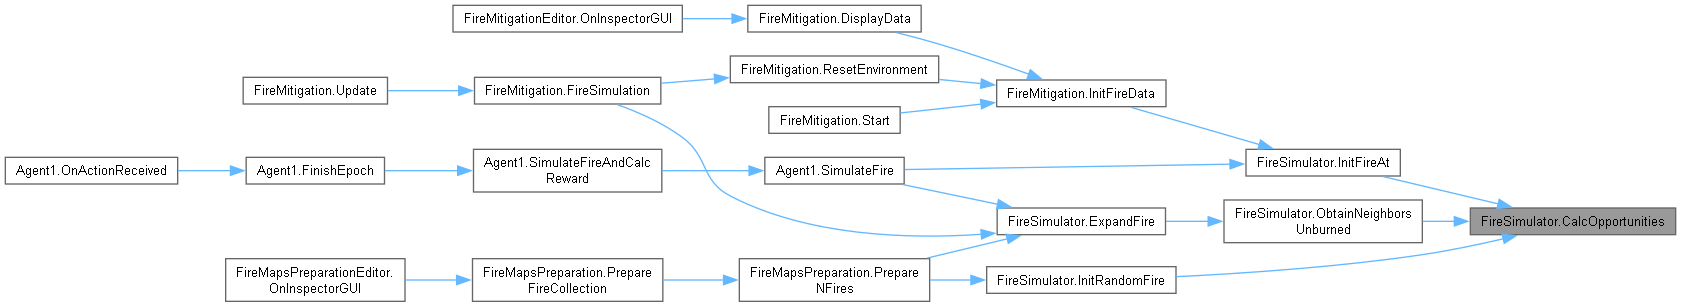 FireMitigationEditor.OnInspectorGUI
FireMitigation.DisplayData
FireMitigation.ResetEnvironment
FireMitigation.Update
FireMitigation.FireSimulation
FireMitigation.InitFireData
FireMitigation.Start
Agent1.OnActionReceived
Agent1.FinishEpoch
Agent1.SimulateFireAndCalc
Reward
Agent1.SimulateFire
FireSimulator.InitFireAt
FireSimulator.ExpandFire
FireSimulator.ObtainNeighbors
Unburned
FireSimulator.CalcOpportunities
FireMapsPreparationEditor.
OnInspectorGUI
FireMapsPreparation.Prepare
FireCollection
FireMapsPreparation.Prepare
NFires
FireSimulator.InitRandomFire